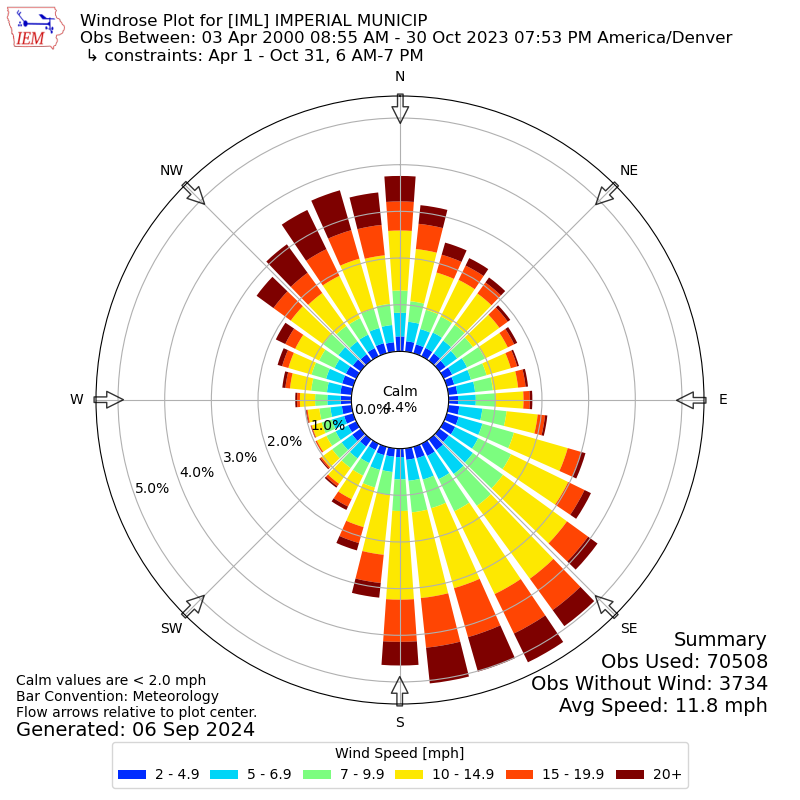 IEM
Windrose Plot for [IML] IMPERIAL MUNICIP
Obs Between: 03 Apr 2000 08:55 AM - 30 Oct 2023 07:53 PM America/Denver
↳ constraints: Apr 1 - Oct 31, 6 AM-7 PM
N
NW
NE
W
E
Calm
4.4%
0.0%
1.0%
2.0%
3.0%
4.0%
5.0%
SW
SE
S
Summary
Obs Used: 70508
Obs Without Wind: 3734
Avg Speed: 11.8 mph
Calm values are < 2.0 mph
Bar Convention: Meteorology
Flow arrows relative to plot center.
Generated: 06 Sep 2024
Wind Speed [mph]
2 - 4.9 5 - 6.9 7 - 9.9 10 - 14.9 15 - 19.9 20+